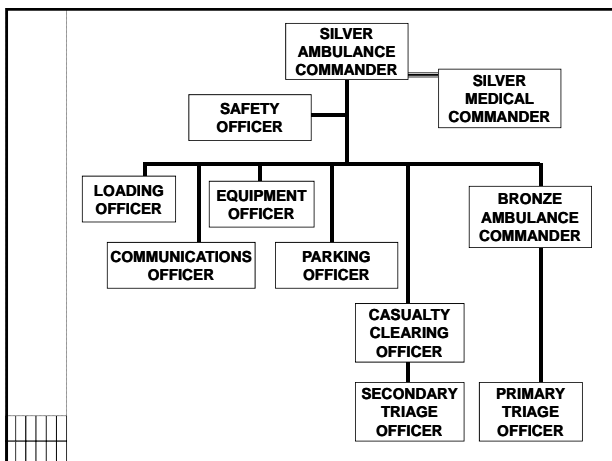 SILVER
AMBULANCE
COMMANDER
SILVER
MEDICAL
COMMANDER
SAFETY
OFFICER
LOADING
OFFICER
EQUIPMENT
OFFICER
BRONZE
AMBULANCE
COMMANDER
COMMUNICATIONS
OFFICER
PARKING
OFFICER
CASUALTY
CLEARING
OFFICER
SECONDARY
TRIAGE
OFFICER
PRIMARY
TRIAGE
OFFICER